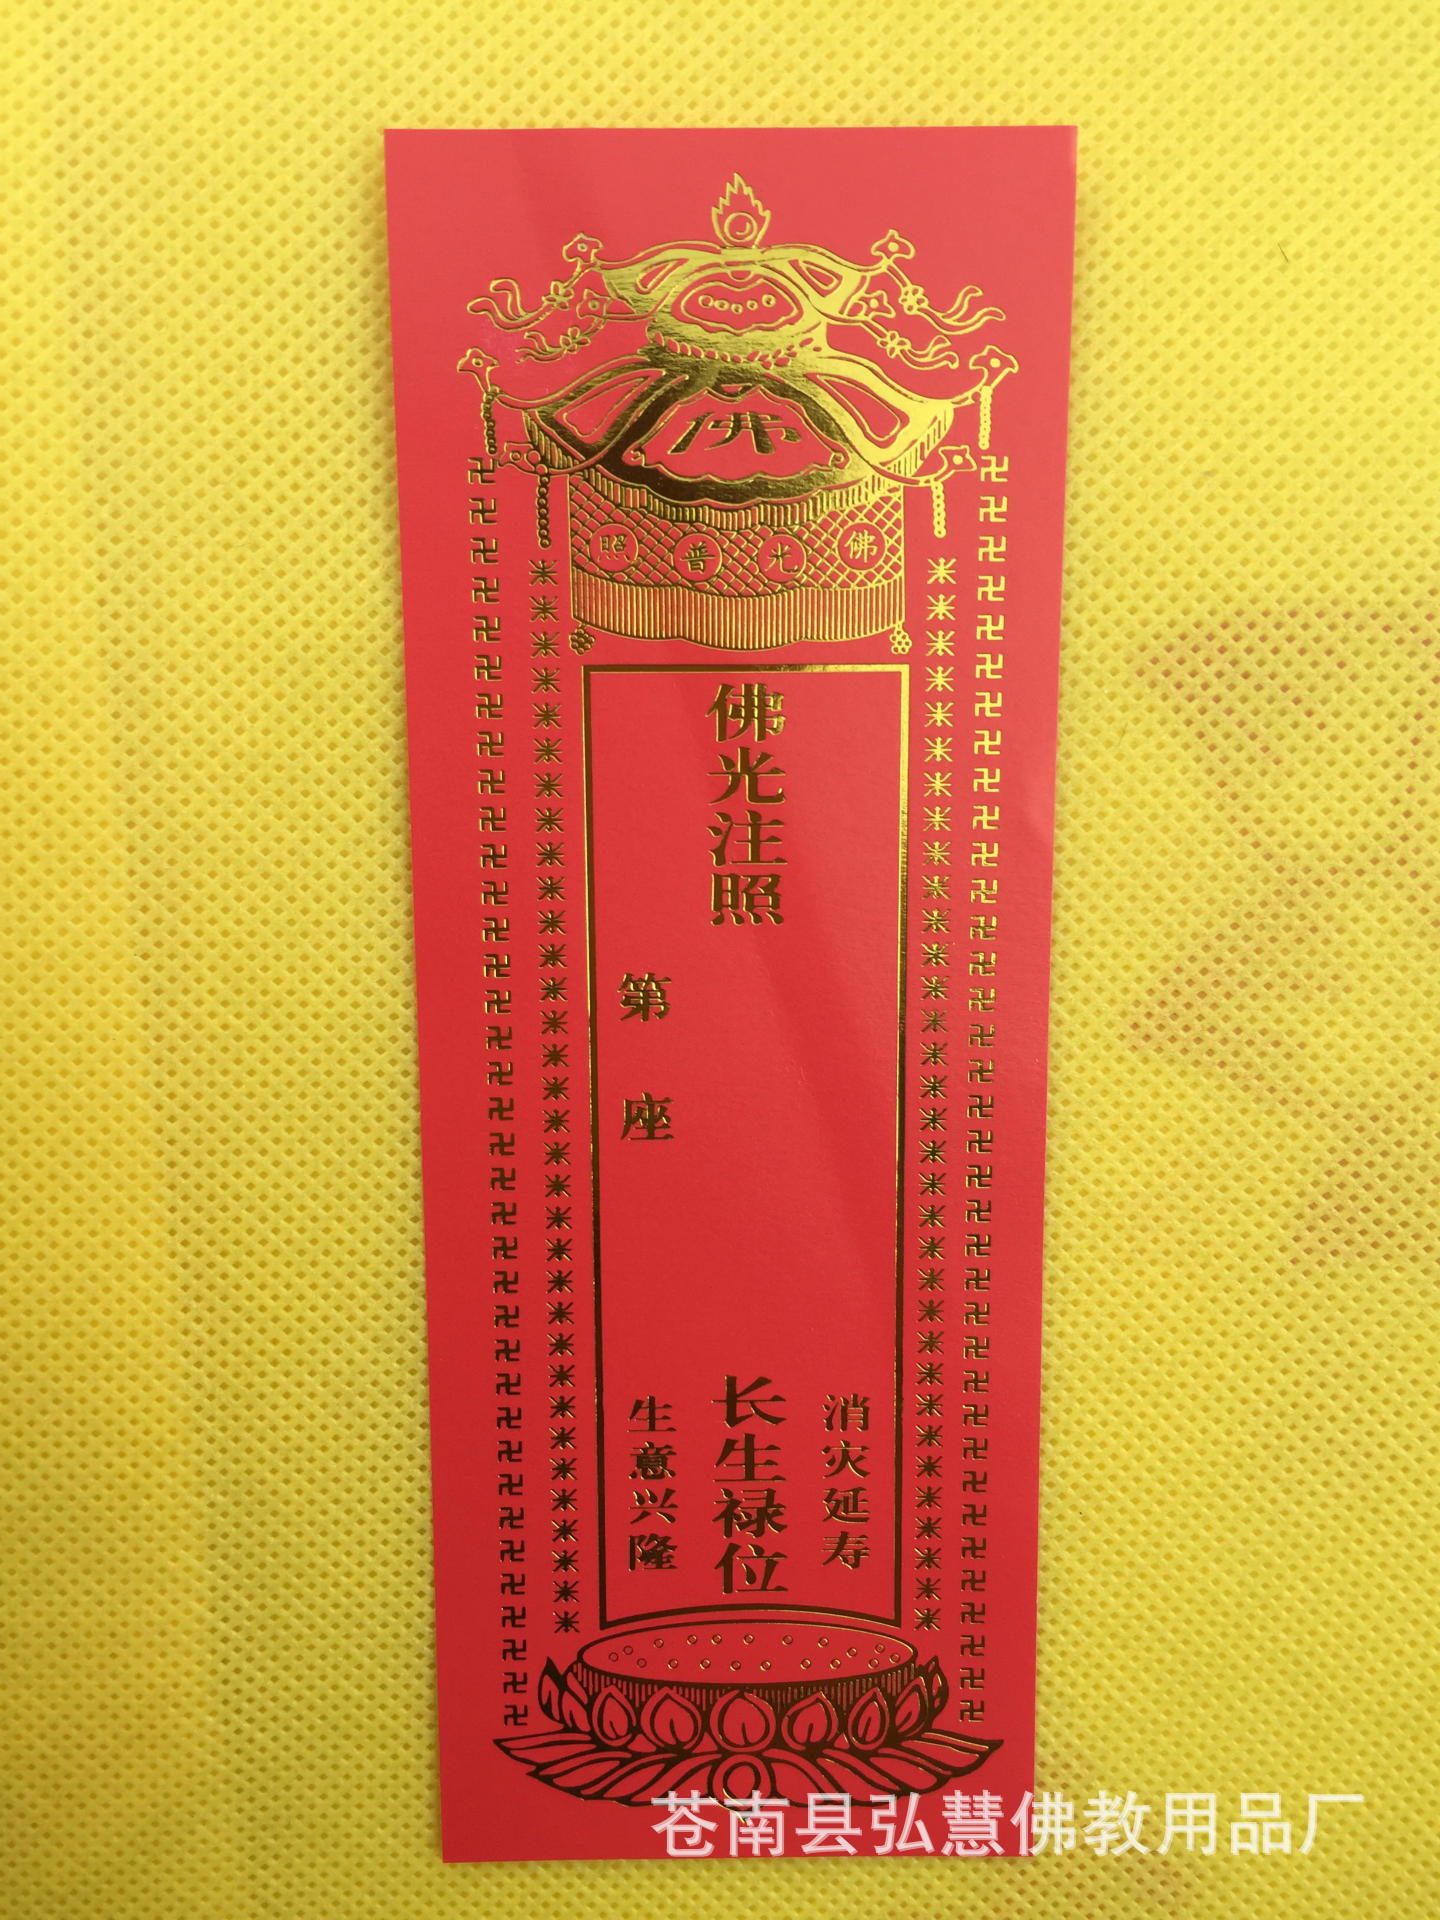 佛
佛光普照
佛光注照
消灾延寿
长生禄位
第 座
生意兴隆
苍南县弘慧佛教用品厂